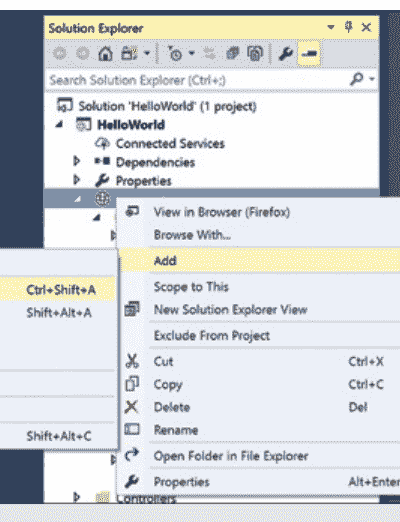 Solution Explorer
Search Solution Explorer (Ctrl+;)
Solution 'HelloWorld' (1 project)
HelloWorld
Connected Services
Dependencies
Properties
View in Browser (Firefox)
Browse With...
Add
Ctrl+Shift+A
Scope to This
Shift+Alt+A
New Solution Explorer View
Exclude From Project
Cut Ctrl+X
Copy Ctrl+C
Delete Del
Shift+Alt+C
Rename
Open Folder in File Explorer
Properties Alt+Enter
Controllers